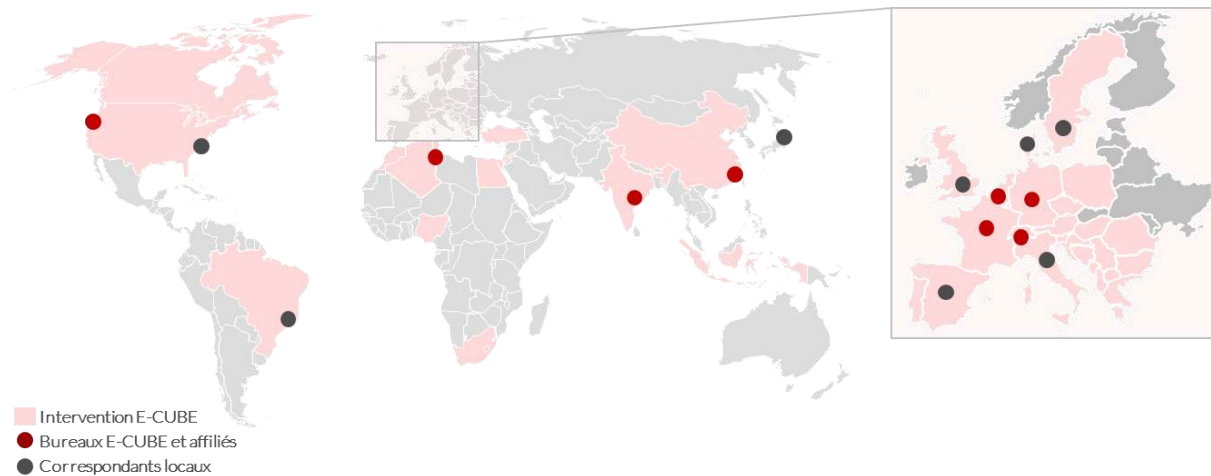 Intervention E-CUBE
Bureaux E-CUBE et affiliés
Correspondants locaux